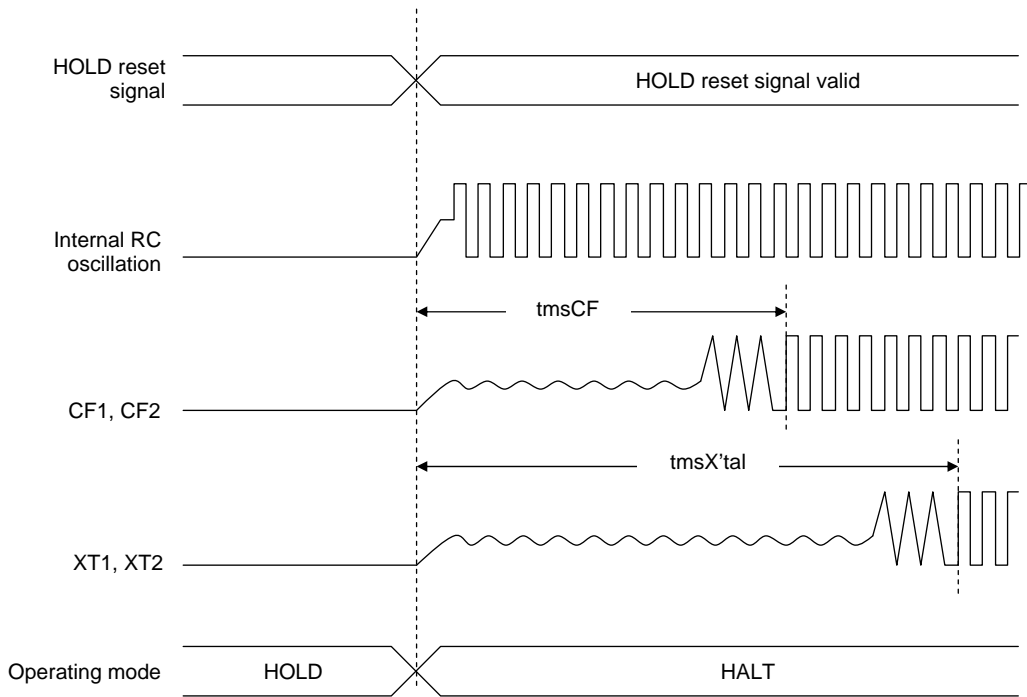 HOLD reset
signal
HOLD reset signal valid
Internal RC
oscillation
tmsCF
CF1, CF2
tmsX'tal
XT1, XT2
Operating mode
HOLD
HALT